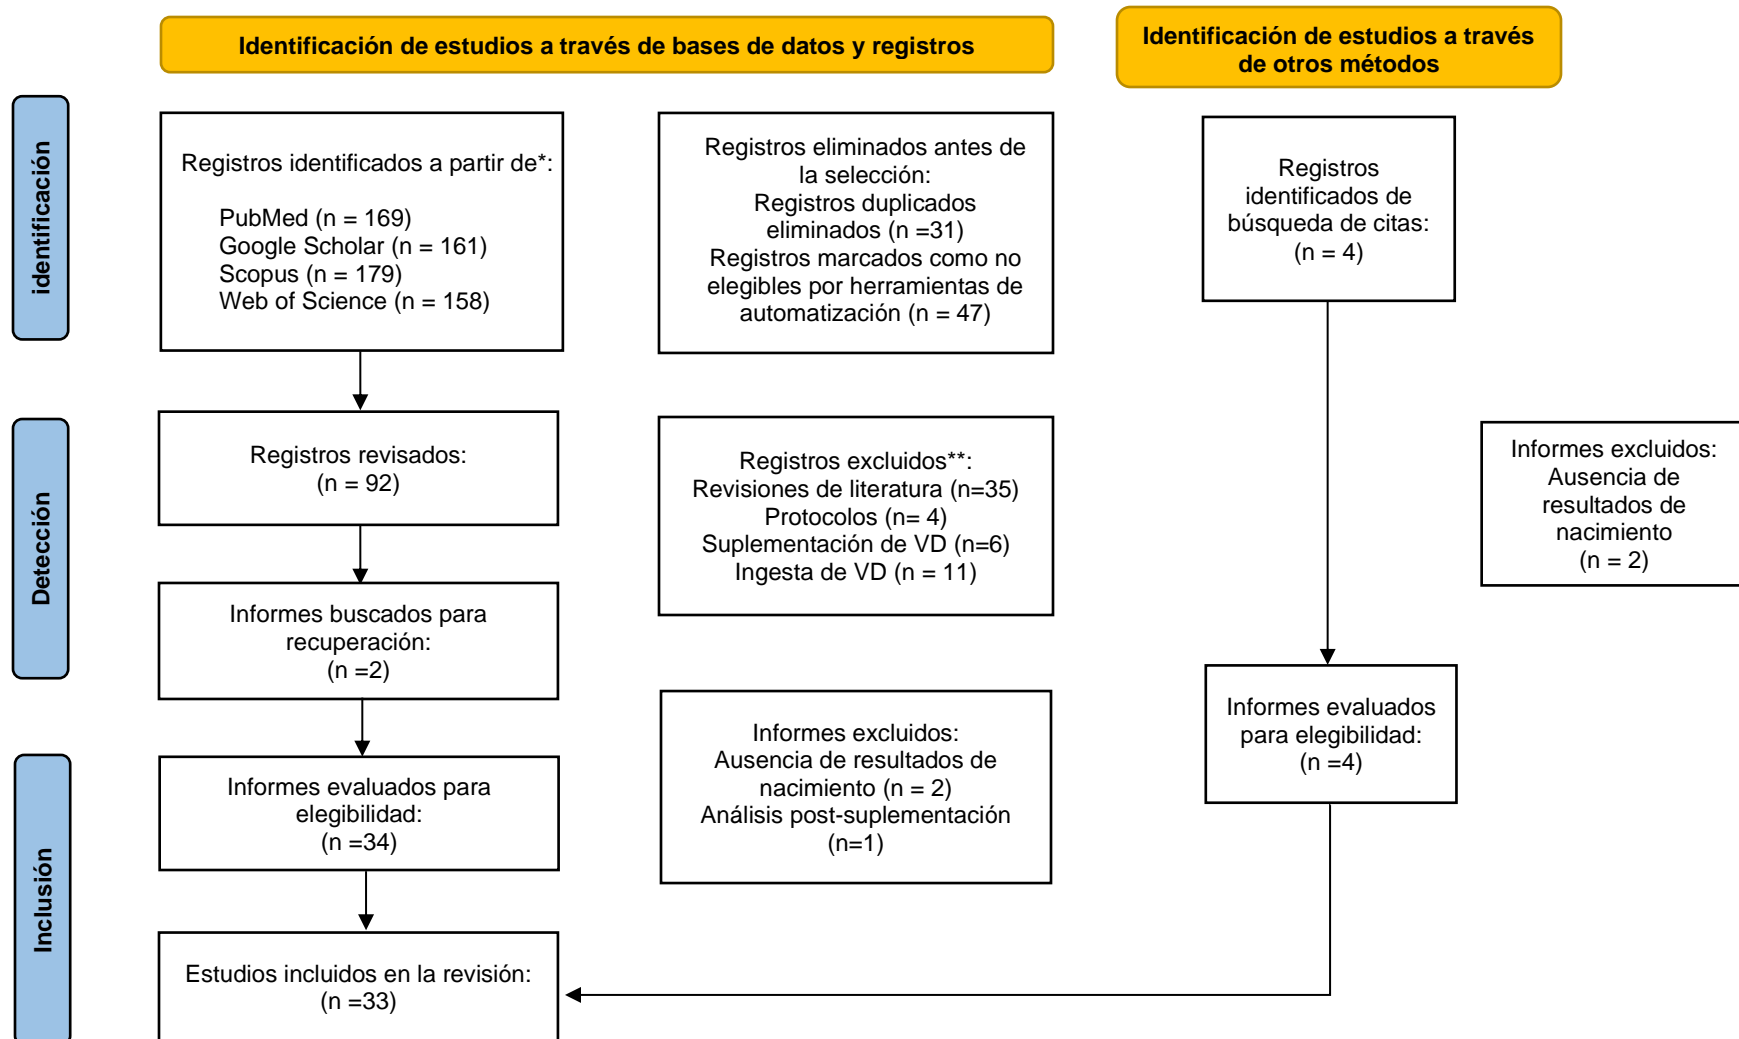 Identificación de estudios a través de bases de datos y registros
Identificación de estudios a través
de otros métodos
identificación
Registros identificados a partir de*:
PubMed (n = 169)
Google Scholar (n = 161)
Scopus (n = 179)
Web of Science (n = 158)
Registros eliminados antes de
la selección:
Registros duplicados
eliminados (n =31)
Registros marcados como no
elegibles por herramientas de
automatización (n = 47)
Registros
identificados de
búsqueda de citas:
(n = 4)
Detección
Registros revisados:
(n = 92)
Registros excluidos**:
Revisiones de literatura (n=35)
Protocolos (n= 4)
Suplementación de VD (n=6)
Ingesta de VD (n = 11)
Informes excluidos:
Ausencia de
resultados de
nacimiento
(n = 2)
Informes buscados para
recuperación:
(n =2)
Informes evaluados para
elegibilidad:
(n =34)
Informes excluidos:
Ausencia de resultados de
nacimiento (n = 2)
Análisis post-suplementación
(n=1)
Informes evaluados
para elegibilidad:
(n =4)
Inclusión
Estudios incluidos en la revisión:
(n =33)